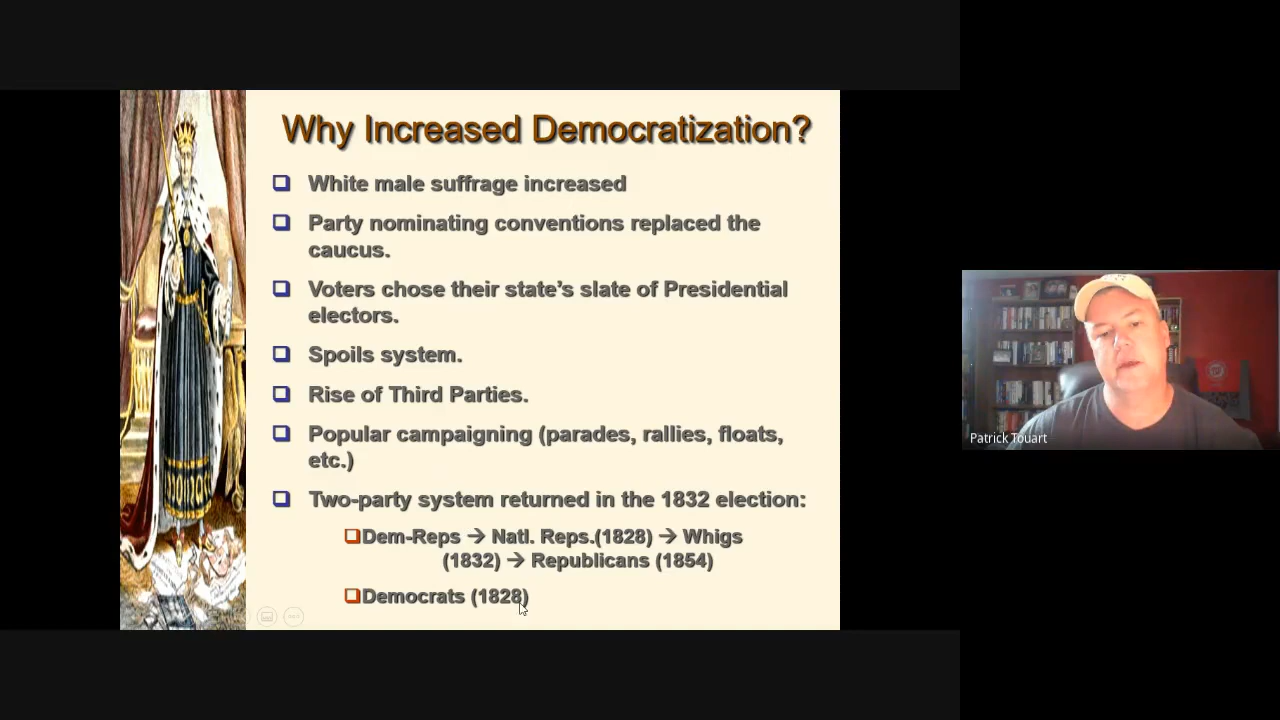 Why Increased Democratization?
White male suffrage increased
Party nominating conventions replaced the
caucus.
Voters chose their state’s slate of Presidential
electors.
Spoils system.
Rise of Third Parties.
Popular campaigning (parades, rallies, floats,
etc.)
Two-party system returned in the 1832 election:
Dem-Reps → Natl. Reps.(1828) → Whigs
(1832) → Republicans (1854)
Democrats (1828)
Patrick Touart